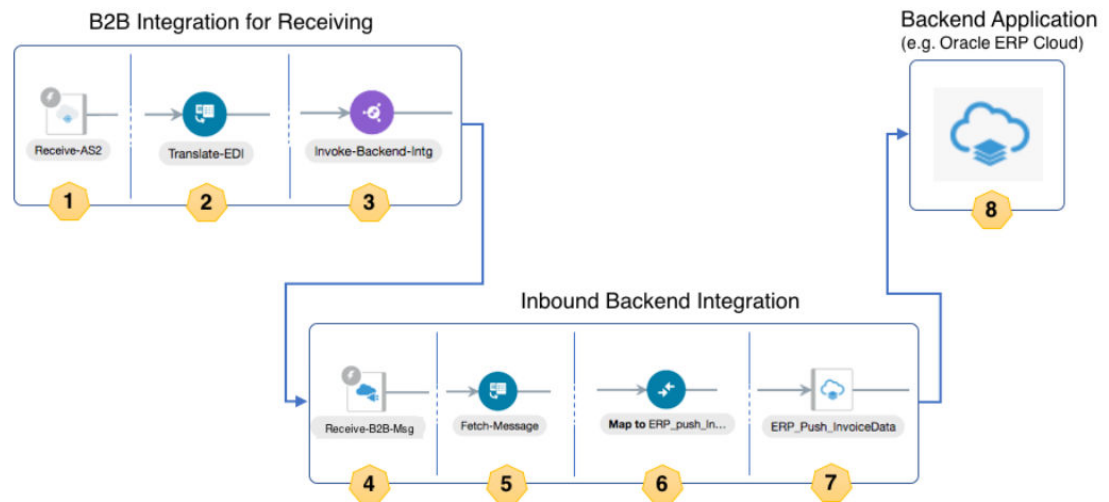 B2B Integration for Receiving
Backend Application
(e.g. Oracle ERP Cloud)
Receive-AS2
Translate-EDI
Invoke-Backend-Intg
1
2
3
8
Inbound Backend Integration
Receive-B2B-Msg
Fetch-Message
Map to ERP_push_In...
ERP_Push_InvoiceData
4
5
6
7